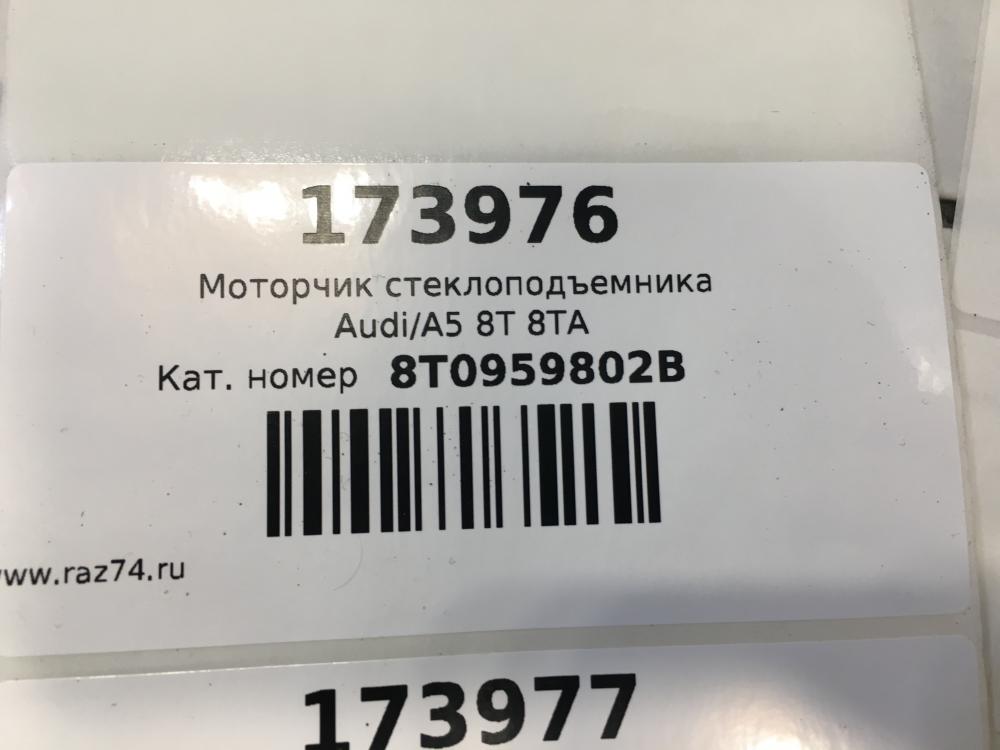 173976
Моторчик стеклоподъемника
Audi/A5 8T 8TA
Кат. номер 8T0959802B
www.raz74.ru
173977